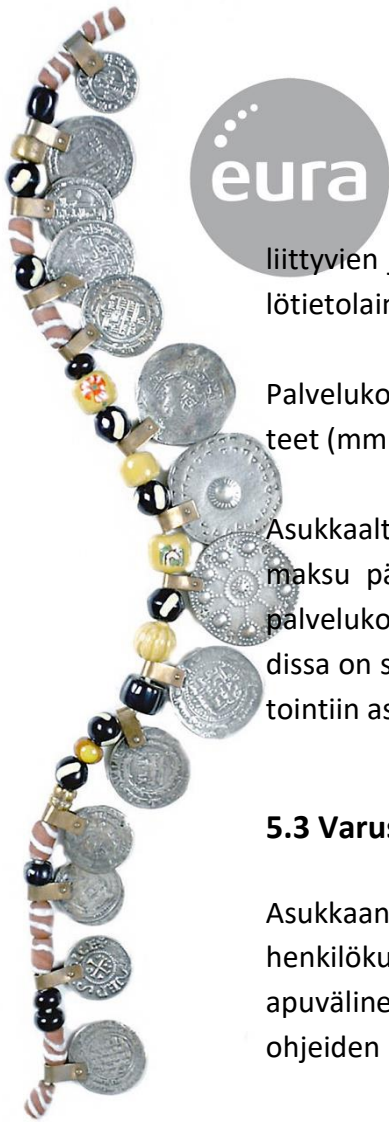 eura
liittyvien
lötietolain
Palveluko
teet (mm
Asukkaalt
maksu pä
palveluko
dissa on s
tointiin as
5.3 Varus
Asukkaan
henkilöku
apuväline
ohjeiden